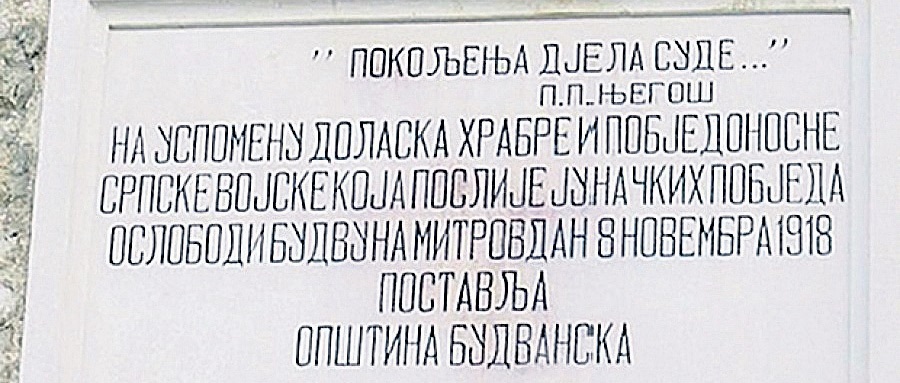 " ПОКОЉЕЊА ДЈЕЛА СУДЕ..."
П.П.ЊЕГОШ
НА УСПОМЕНУ ДОЛАСКА ХРАБРЕ И ПОБЈЕДОНОСНЕ
СРПСКЕ ВОЈСКЕ КОЈА ПОСЛИЈЕ ЈУНАЧКИХ ПОБЈЕДА
ОСЛОБОДИ БУДВУ НА МИТРОВДАН 8 НОВЕМБРА 1918
ПОСТАВЉА
ОПШТИНА БУДВАНСКА